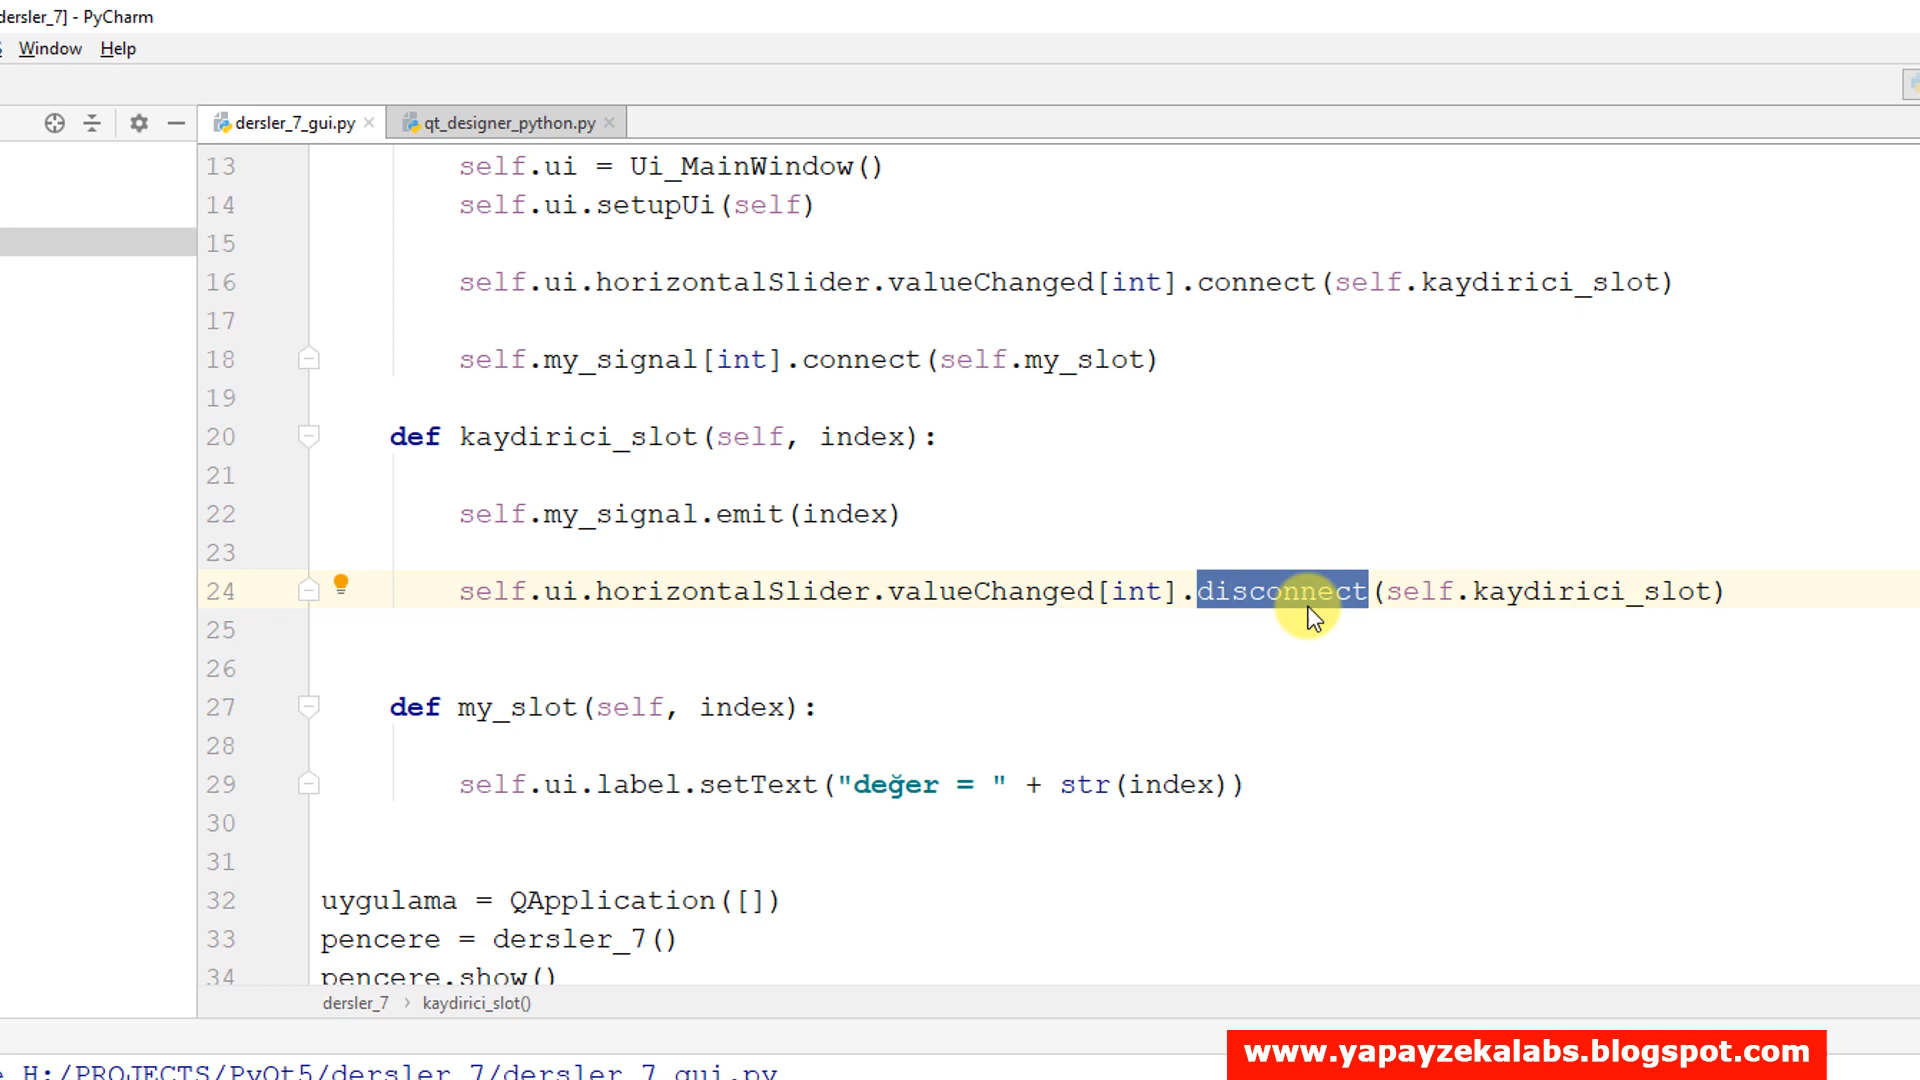 dersler_7] - PyCharm
Window Help
dersler_7_gui.py qt_designer_python.py
13 self.ui = Ui_MainWindow()
14 self.ui.setupUi(self)
15
16 self.ui.horizontalSlider.valueChanged[int].connect(self.kaydirici_slot)
17
18 self.my_signal[int].connect(self.my_slot)
19
20 def kaydirici_slot(self, index):
21
22 self.my_signal.emit(index)
23
24 self.ui.horizontalSlider.valueChanged[int].disconnect(self.kaydirici_slot)
25
26
27 def my_slot(self, index):
28
29 self.ui.label.setText("değer = " + str(index))
30
31
32 uygulama = QApplication([])
33 pencere = dersler_7()
34 pencere.show()
dersler_7 › kaydirici_slot()
www.yapayzekalabs.blogspot.com
H:/PROJECTS/PyQt5/dersler_7/dersler_7_gui.py